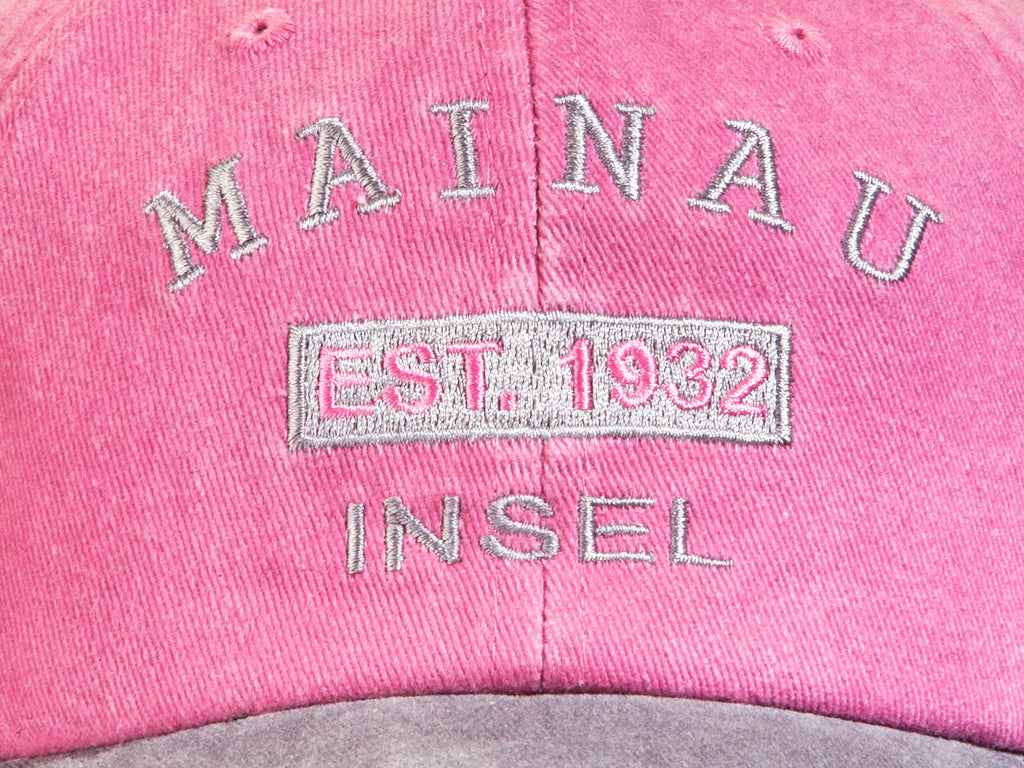 MAINAU
EST. 1932
INSEL